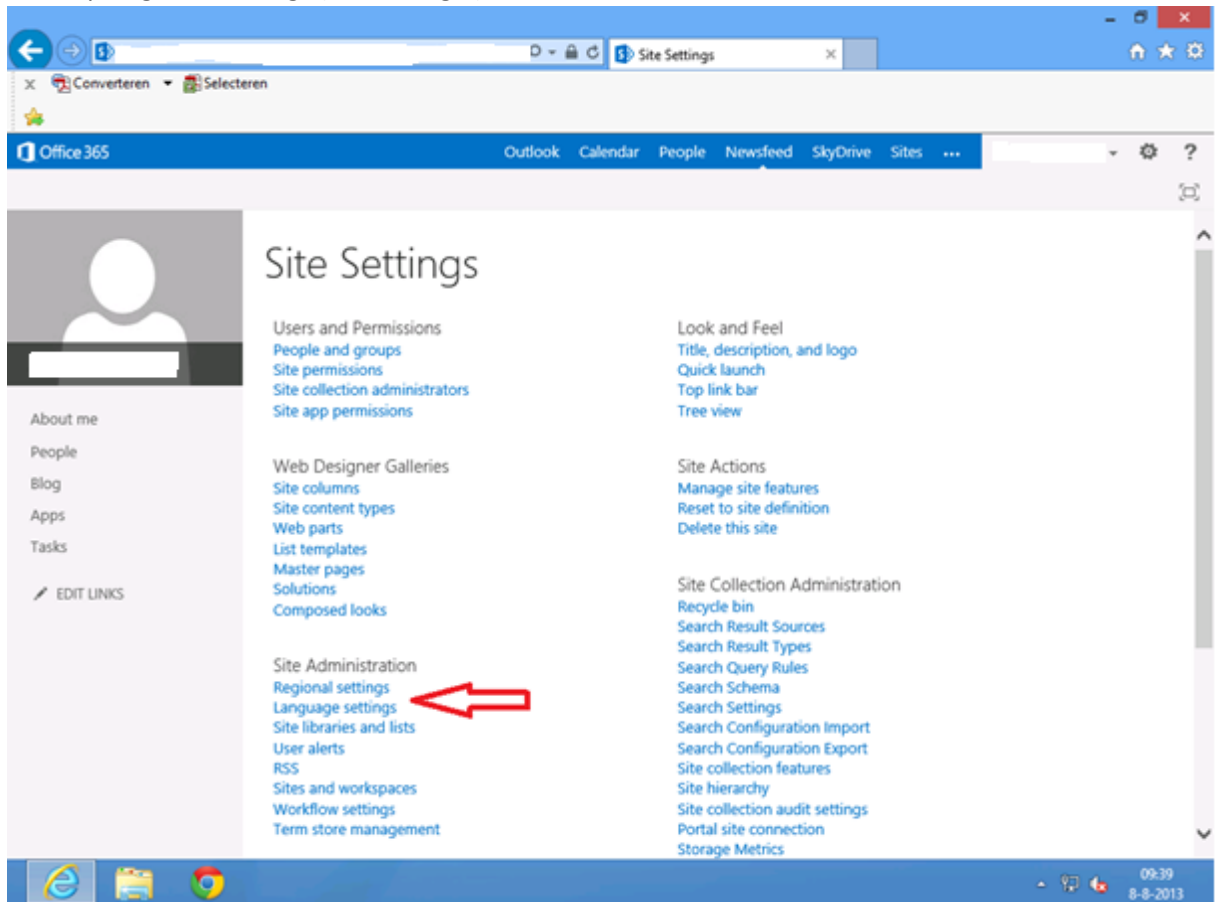 Site Settings
Converteren
Selecteren
Office 365
Outlook Calendar People Newsfeed SkyDrive Sites ... ?
Site Settings
About me
People
Blog
Apps
Tasks
EDIT LINKS
Users and Permissions
People and groups
Site permissions
Site collection administrators
Site app permissions
Web Designer Galleries
Site columns
Site content types
Web parts
List templates
Master pages
Solutions
Composed looks
Site Administration
Regional settings
Language settings
Site libraries and lists
User alerts
RSS
Sites and workspaces
Workflow settings
Term store management
Look and Feel
Title, description, and logo
Quick launch
Top link bar
Tree view
Site Actions
Manage site features
Reset to site definition
Delete this site
Site Collection Administration
Recycle bin
Search Result Sources
Search Result Types
Search Query Rules
Search Schema
Search Settings
Search Configuration Import
Search Configuration Export
Site collection features
Site hierarchy
Site collection audit settings
Portal site connection
Storage Metrics
09:39
8-8-2013